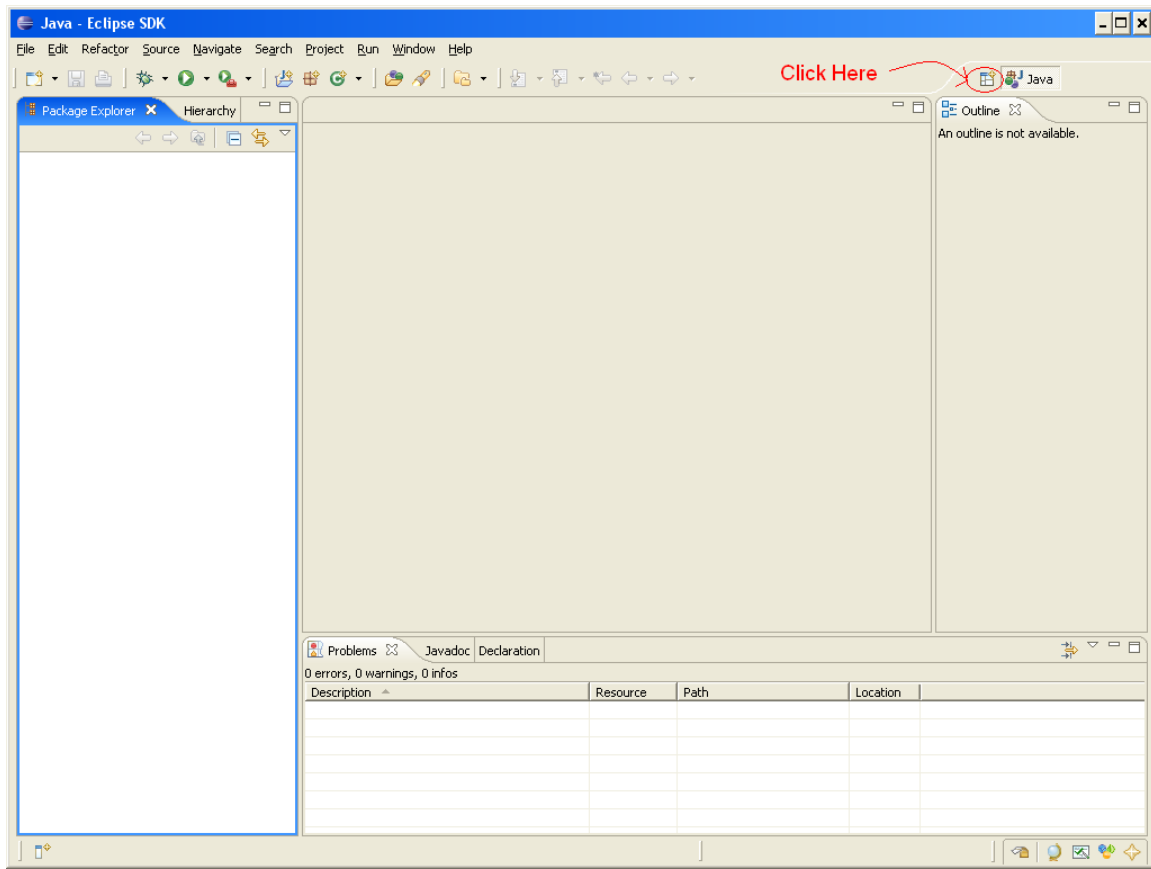 Java - Eclipse SDK
File Edit Refactor Source Navigate Search Project Run Window Help
Click Here
Java
Package Explorer Hierarchy
Outline
An outline is not available.
Problems Javadoc Declaration
0 errors, 0 warnings, 0 infos
Description Resource Path Location